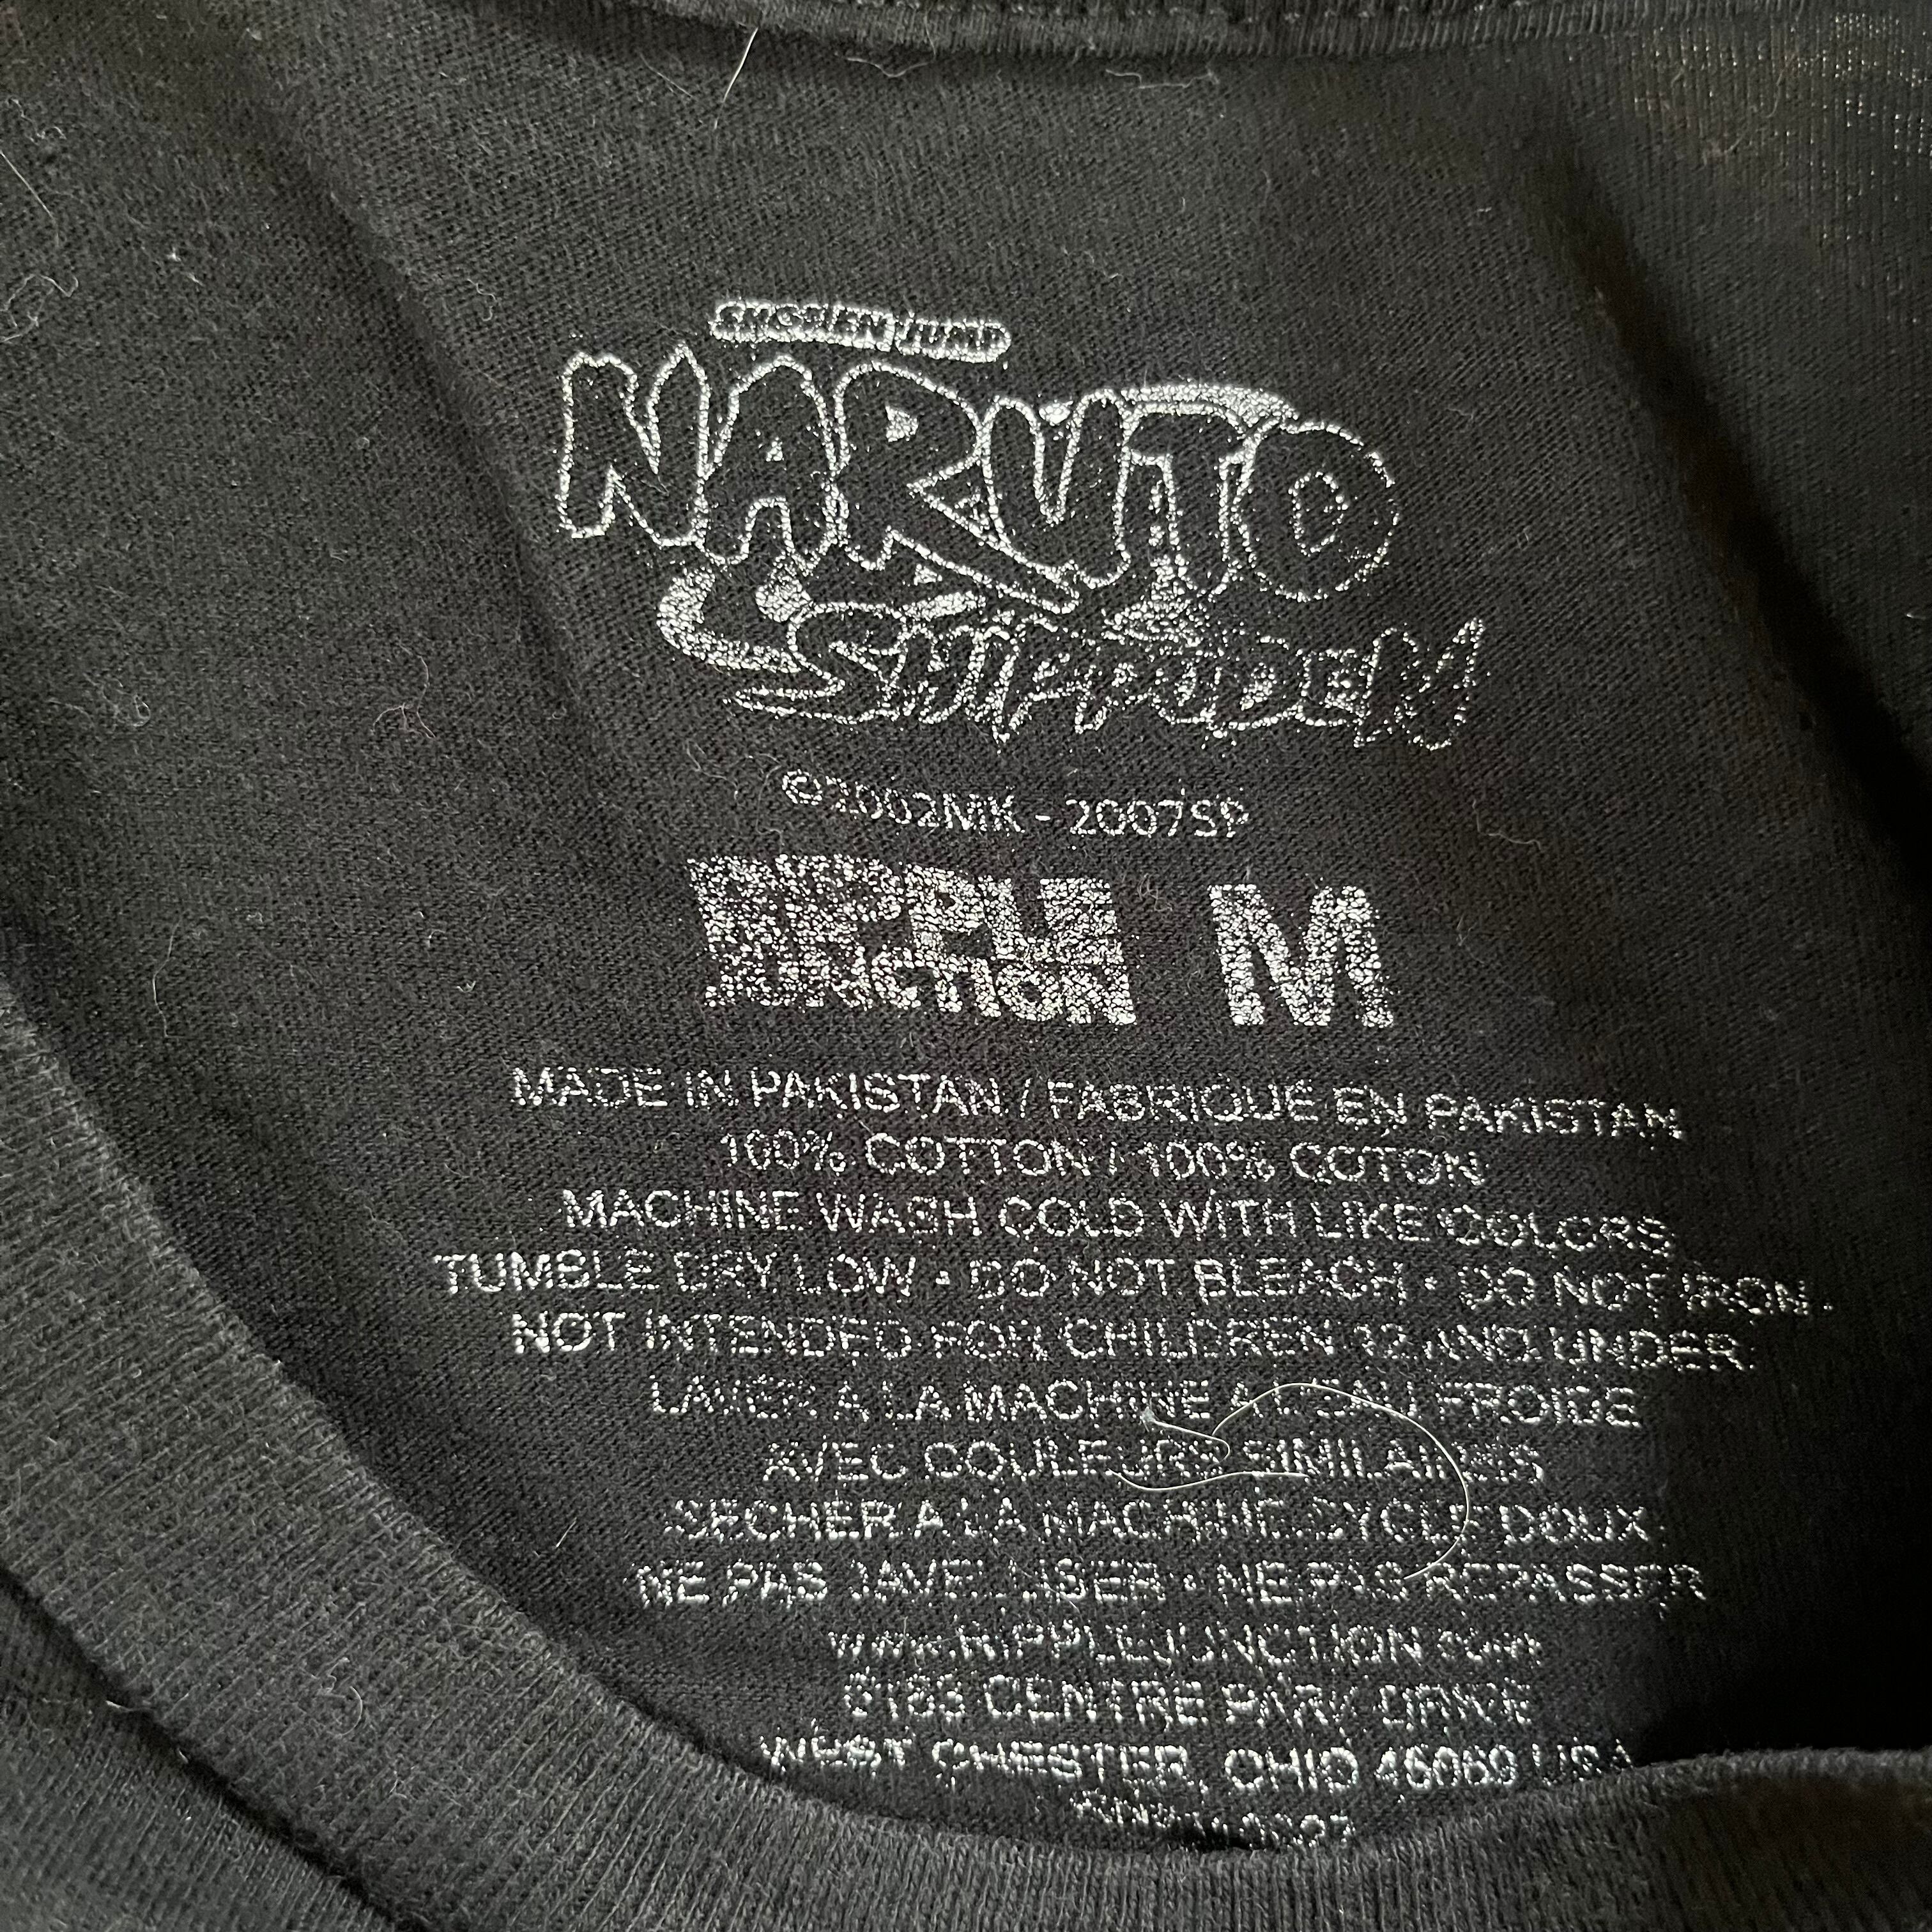 SHONEN JUMP
NARUTO
SHIPPUDEN
©2002MK - 2007SP
RIPPLE
JUNCTION M
MADE IN PAKISTAN / FABRIQUE EN PAKISTAN
100% COTTON / 100% COTON
MACHINE WASH COLD WITH LIKE COLORS
TUMBLE DRY LOW • DO NOT BLEACH • DO NOT IRON.
NOT INTENDED FOR CHILDREN 12 AND UNDER.
LAVER A LA MACHINE A L'EAU FROIDE
AVEC COULEURS SIMILAIRES
SECHER A LA MACHINE CYCLE DOUX
NE PAS JAVELLISER • NE PAS REPASSER
www.RIPPLEJUNCTION.com
CENTRE PARK DRIVE
WEST CHESTER, OHIO 45069 USA